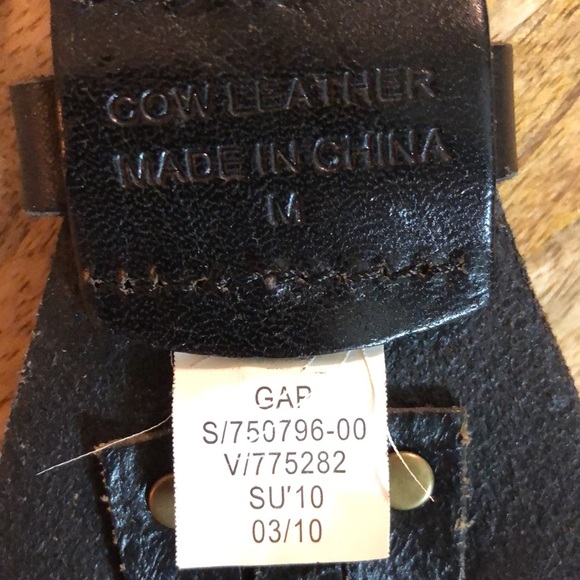 COW LEATHER
MADE IN CHINA
M
GAP
S/750796-00
V/775282
SU'10
03/10